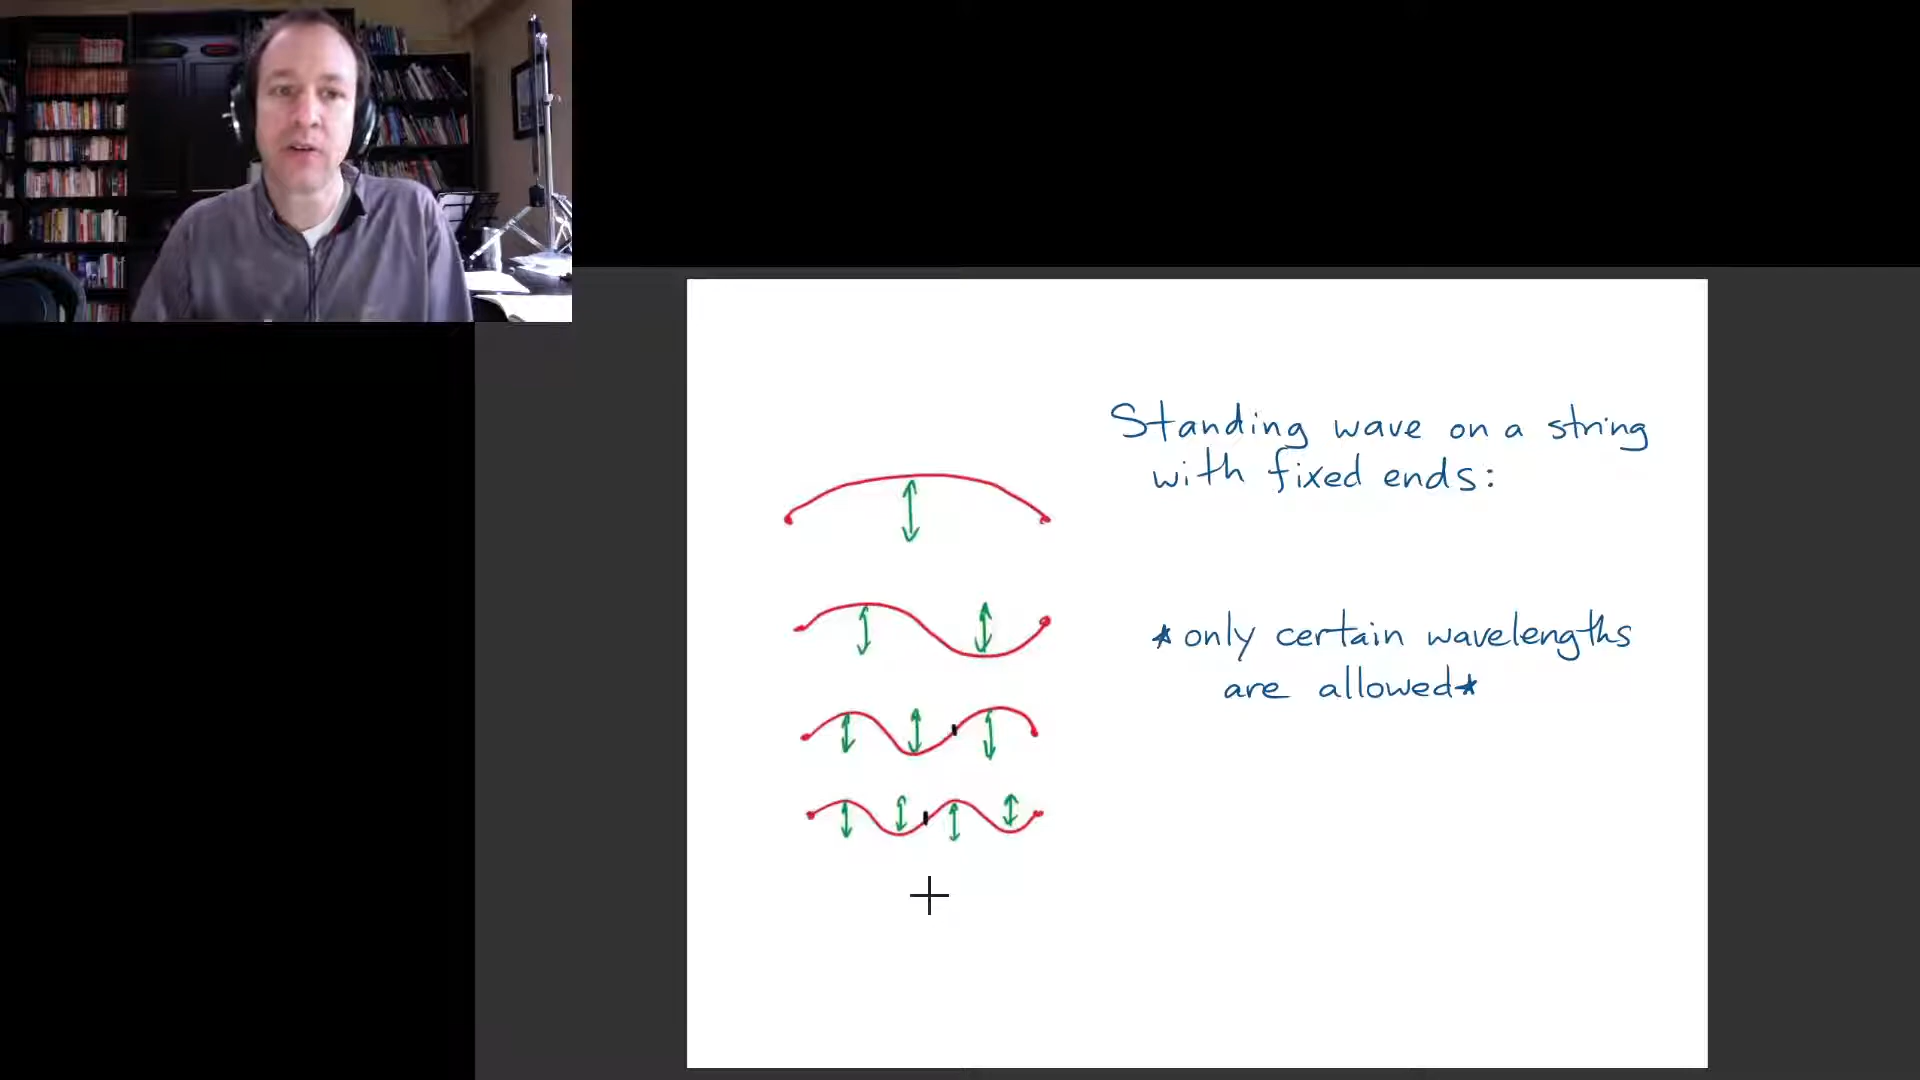 Standing wave on a string
with fixed ends:
*only certain wavelengths
are allowed*